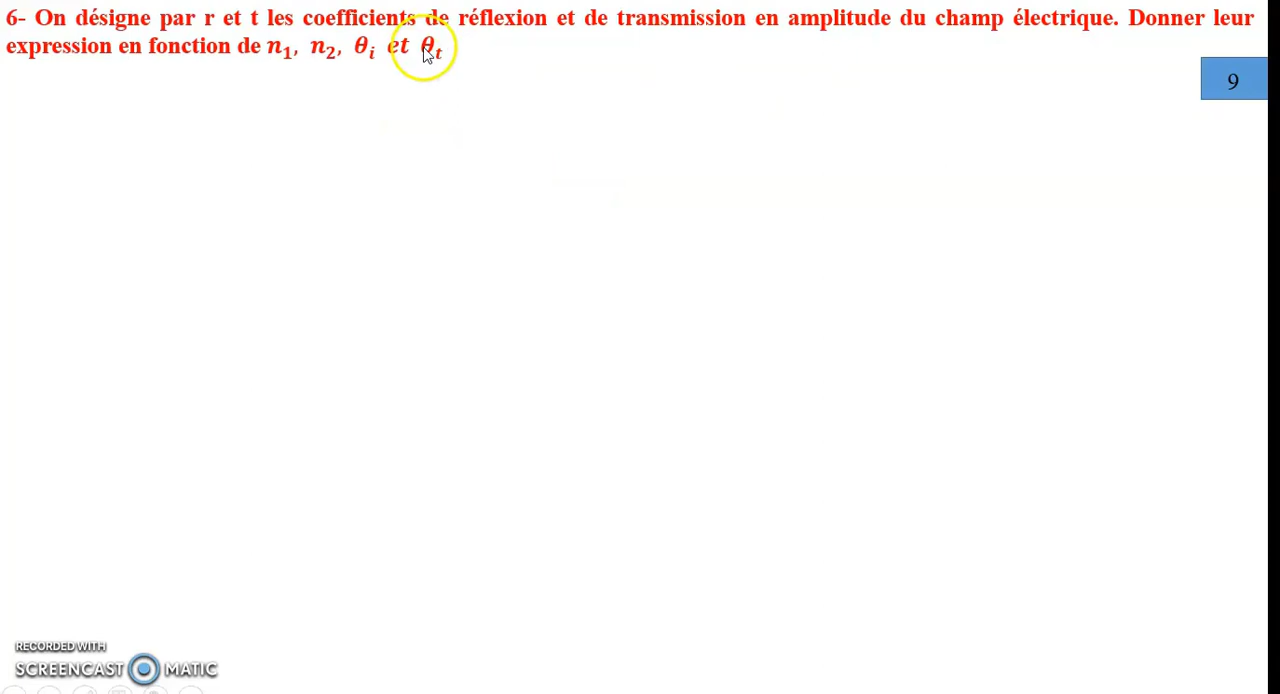 6- On désigne par r et t les coefficients de réflexion et de transmission en amplitude du champ électrique. Donner leur
expression en fonction de n₁, n₂, θᵢ et θₜ
9
RECORDED WITH
SCREENCAST MATIC